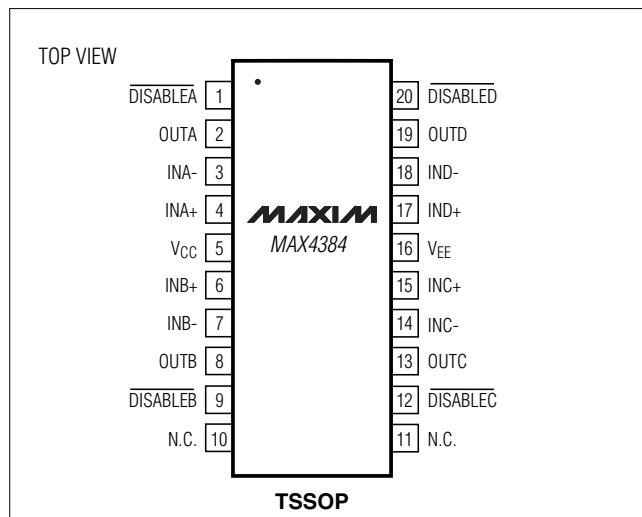 TOP VIEW
DISABLEA 1
OUTA 2
INA- 3
INA+ 4
VCC 5
INB+ 6
INB- 7
OUTB 8
DISABLEB 9
N.C. 10
MAXIM
MAX4384
20 DISABLED
19 OUTD
18 IND-
17 IND+
16 VEE
15 INC+
14 INC-
13 OUTC
12 DISABLEC
11 N.C.
TSSOP